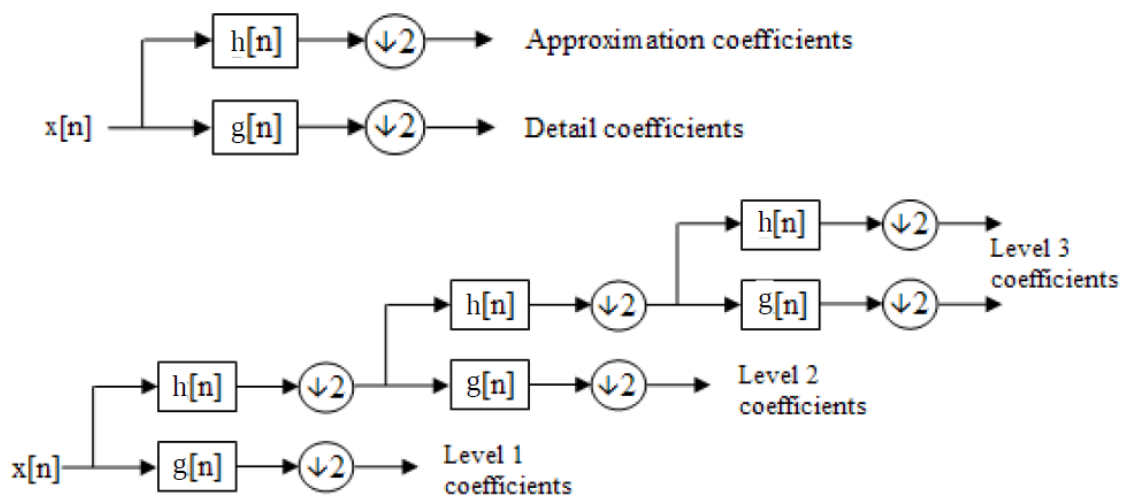 h[n] ↓2 Approximation coefficients
x[n] g[n] ↓2 Detail coefficients
h[n] ↓2
Level 3
coefficients
h[n] ↓2 g[n] ↓2
h[n] ↓2 g[n] ↓2
Level 2
coefficients
x[n] g[n] ↓2
Level 1
coefficients